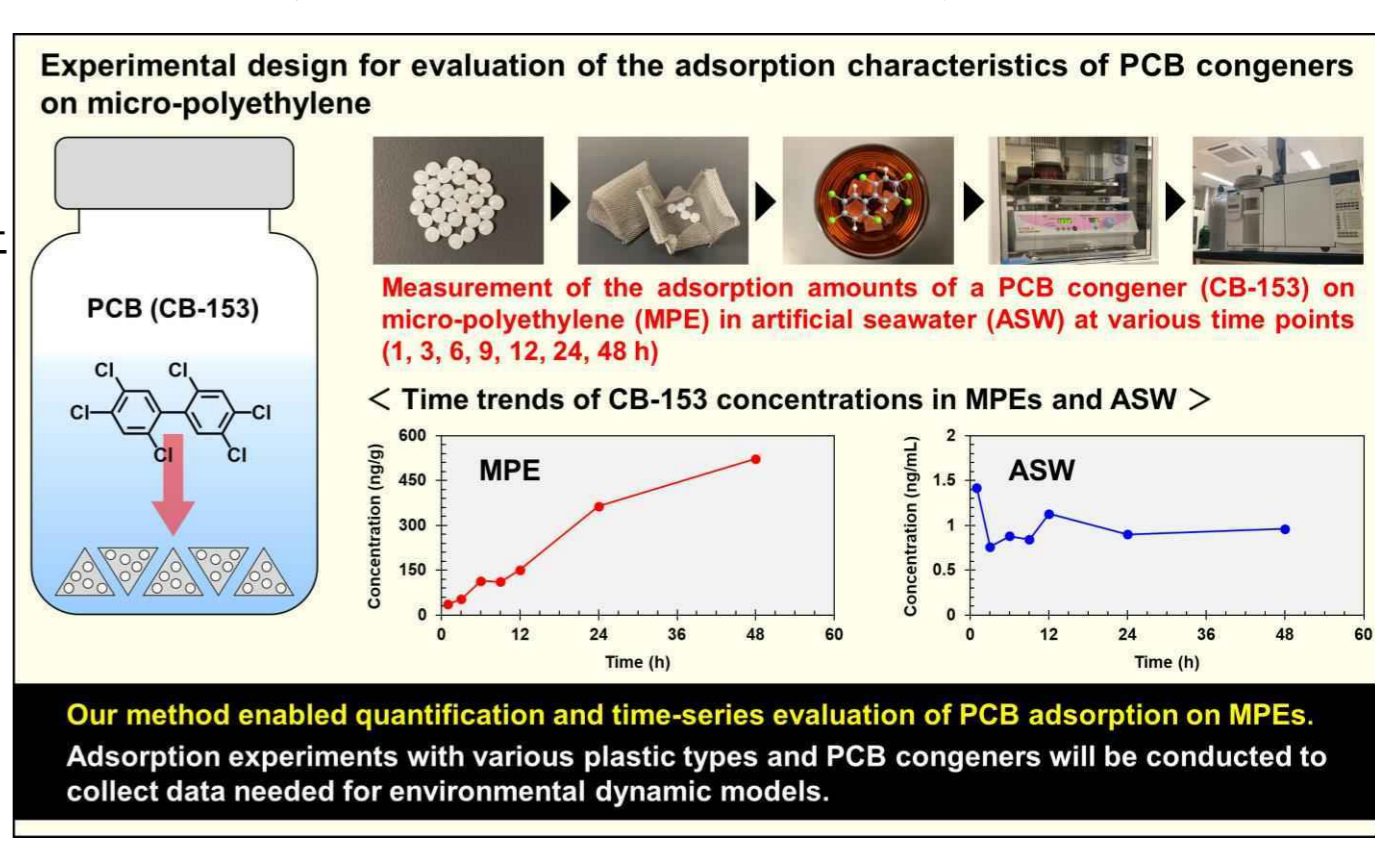 Experimental design for evaluation of the adsorption characteristics of PCB congeners
on micro-polyethylene
PCB (CB-153)
Cl
Cl
Cl
Cl
Cl
Cl
Measurement of the adsorption amounts of a PCB congener (CB-153) on
micro-polyethylene (MPE) in artificial seawater (ASW) at various time points
(1, 3, 6, 9, 12, 24, 48 h)
< Time trends of CB-153 concentrations in MPEs and ASW >
MPE
Concentration (ng/g)
600
450
300
150
0
0 12 24 36 48 60
Time (h)
ASW
Concentration (ng/mL)
2
1.5
1
0.5
0
0 12 24 36 48 60
Time (h)
Our method enabled quantification and time-series evaluation of PCB adsorption on MPEs.
Adsorption experiments with various plastic types and PCB congeners will be conducted to
collect data needed for environmental dynamic models.